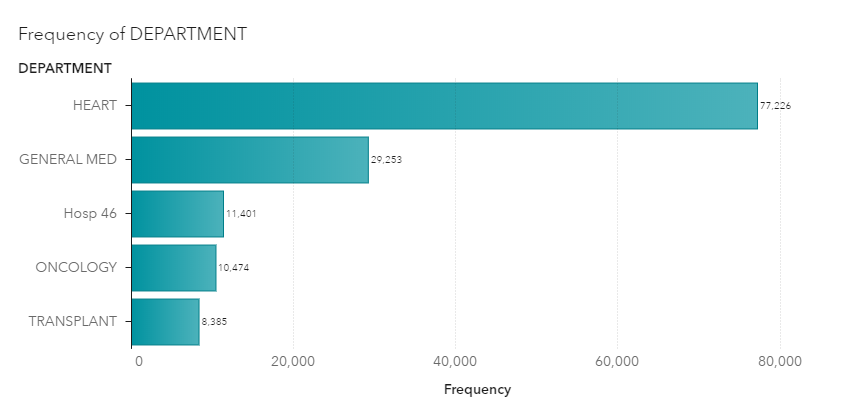 Frequency of DEPARTMENT
DEPARTMENT
HEART 77,226
GENERAL MED 29,253
Hosp 46 11,401
ONCOLOGY 10,474
TRANSPLANT 8,385
0 20,000 40,000 60,000 80,000
Frequency